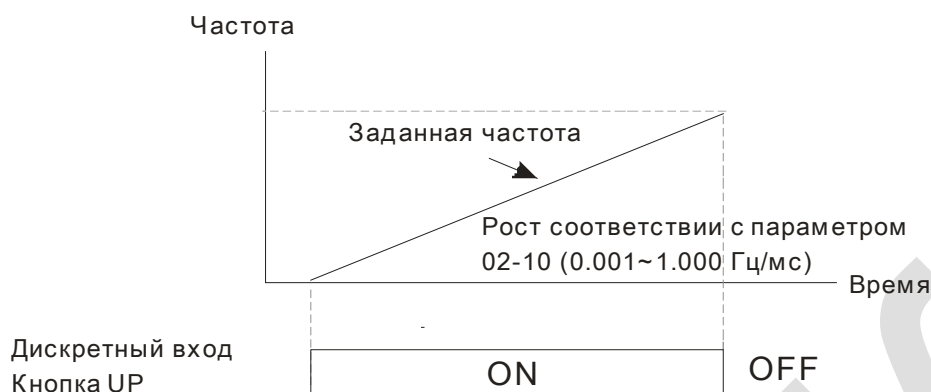 Частота
Заданная частота
Рост соответствии с параметром
02-10 (0.001~1.000 Гц/мс)
Время
Дискретный вход
Кнопка UP
ON
OFF